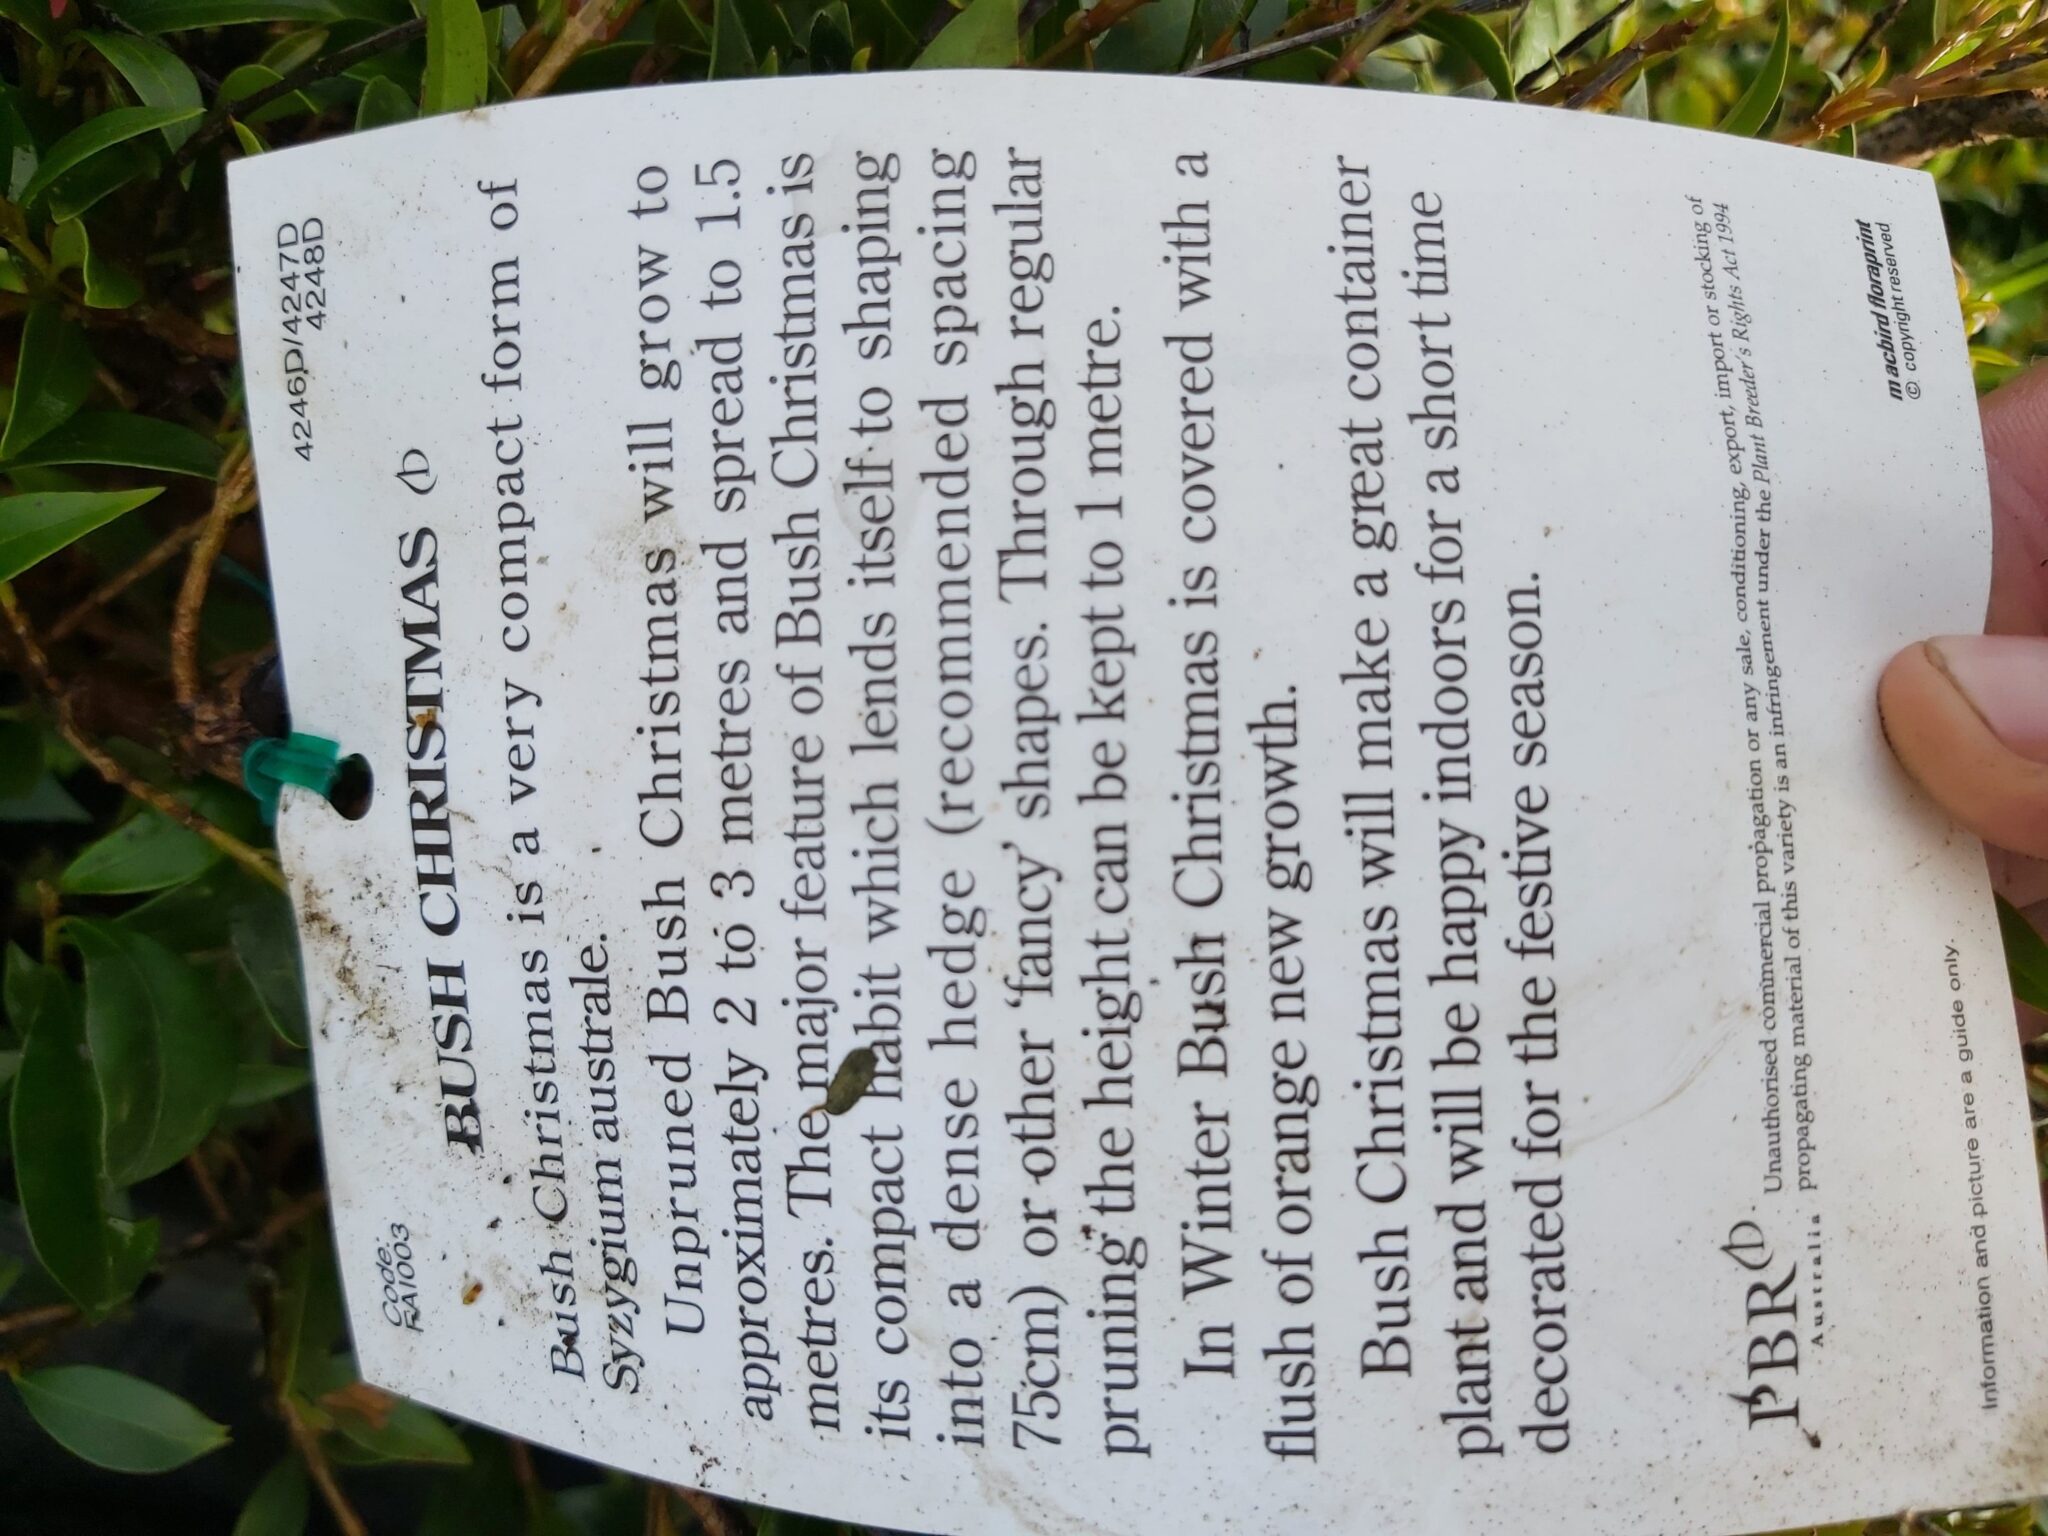 Code:
RA1003
4246D/4247D
4248D
BUSH CHRISTMAS
Bush Christmas is a very compact form of
Syzygium australe.
Unpruned Bush Christmas will grow to
approximately 2 to 3 metres and spread to 1.5
metres. The major feature of Bush Christmas is
its compact habit which lends itself to shaping
into a dense hedge (recommended spacing
75cm) or other ‘fancy’ shapes. Through regular
pruning the height can be kept to 1 metre.
In Winter Bush Christmas is covered with a
flush of orange new growth.
Bush Christmas will make a great container
plant and will be happy indoors for a short time
decorated for the festive season.
PBR
Australia
Unauthorised commercial propagation or any sale, conditioning, export, import or stocking of
propagating material of this variety is an infringement under the Plant Breeder's Rights Act 1994
Information and picture are a guide only
macbird floraprint
© copyright reserved